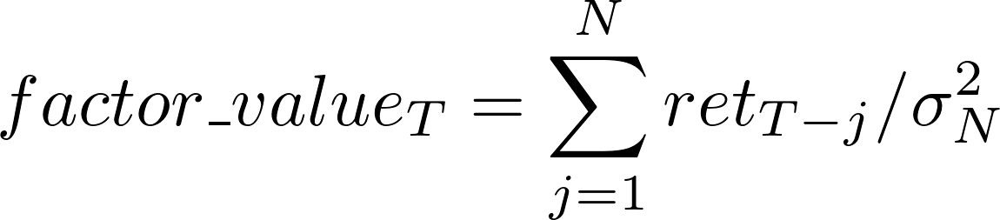 factor_value_T = \sum_{j=1}^{N} ret_{T-j}/\sigma_N^2